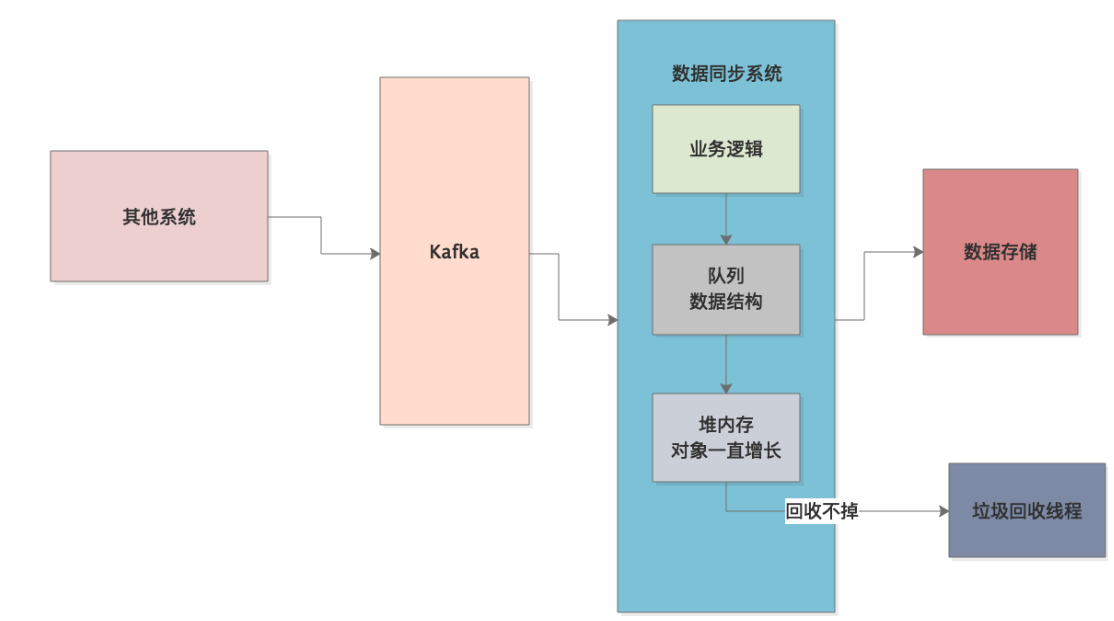 数据同步系统
业务逻辑
其他系统
Kafka
队列
数据结构
数据存储
堆内存
对象一直增长
回收不掉
垃圾回收线程